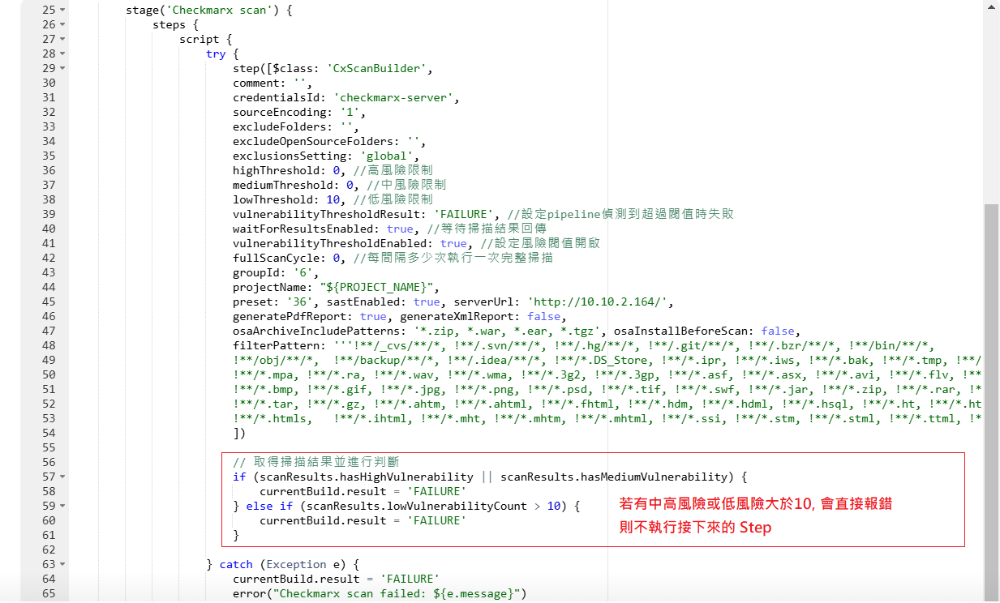 25 stage('Checkmarx scan') {
26 steps {
27 script {
28 try {
29 step([$class: 'CxScanBuilder',
30 comment: '',
31 credentialsId: 'checkmarx-server',
32 sourceEncoding: '1',
33 excludeFolders: '',
34 excludeOpenSourceFolders: '',
35 exclusionsSetting: 'global',
36 highThreshold: 0, //高風險限制
37 mediumThreshold: 0, //中風險限制
38 lowThreshold: 10, //低風險限制
39 vulnerabilityThresholdResult: 'FAILURE', //設定pipeline偵測到超過閥值時失敗
40 waitForResultsEnabled: true, //等待掃描結果回傳
41 vulnerabilityThresholdEnabled: true, //設定風險閥值開啟
42 fullScanCycle: 0, //每間隔多少次執行一次完整掃描
43 groupId: '6',
44 projectName: "${PROJECT_NAME}",
45 preset: '36', sastEnabled: true, serverUrl: 'http://10.10.2.164/',
46 generatePdfReport: true, generateXmlReport: false,
47 osaArchiveIncludePatterns: '*.zip, *.war, *.ear, *.tgz', osaInstallBeforeScan: false,
48 filterPattern: '''!**/_cvs/**/*, !**/.svn/**/*, !**/.hg/**/*, !**/.git/**/*, !**/.bzr/**/*, !**/bin/**/*,
49 !**/obj/**/*, !**/backup/**/*, !**/.idea/**/*, !**/*.DS_Store, !**/*.ipr, !**/*.iws, !**/*.bak, !**/*.tmp, !**/
50 !**/*.mpa, !**/*.ra, !**/*.wav, !**/*.wma, !**/*.3g2, !**/*.3gp, !**/*.asf, !**/*.asx, !**/*.avi, !**/*.flv, !**
51 !**/*.bmp, !**/*.gif, !**/*.jpg, !**/*.png, !**/*.psd, !**/*.tif, !**/*.swf, !**/*.jar, !**/*.zip, !**/*.rar, !*
52 !**/*.tar, !**/*.gz, !**/*.ahtm, !**/*.ahtml, !**/*.fhtml, !**/*.hdm, !**/*.hdml, !**/*.hsql, !**/*.ht, !**/*.ht
53 !**/*.htmls, !**/*.ihtml, !**/*.mht, !**/*.mhtm, !**/*.mhtml, !**/*.ssi, !**/*.stm, !**/*.stml, !**/*.ttml, !*
54 ])
55
56 // 取得掃描結果並進行判斷
57 if (scanResults.hasHighVulnerability || scanResults.hasMediumVulnerability) {
58 currentBuild.result = 'FAILURE'
59 } else if (scanResults.lowVulnerabilityCount > 10) {
60 currentBuild.result = 'FAILURE'
61 }
若有中高風險或低風險大於10, 會直接報錯
則不執行接下來的 Step
62
63 } catch (Exception e) {
64 currentBuild.result = 'FAILURE'
65 error("Checkmarx scan failed: ${e.message}")